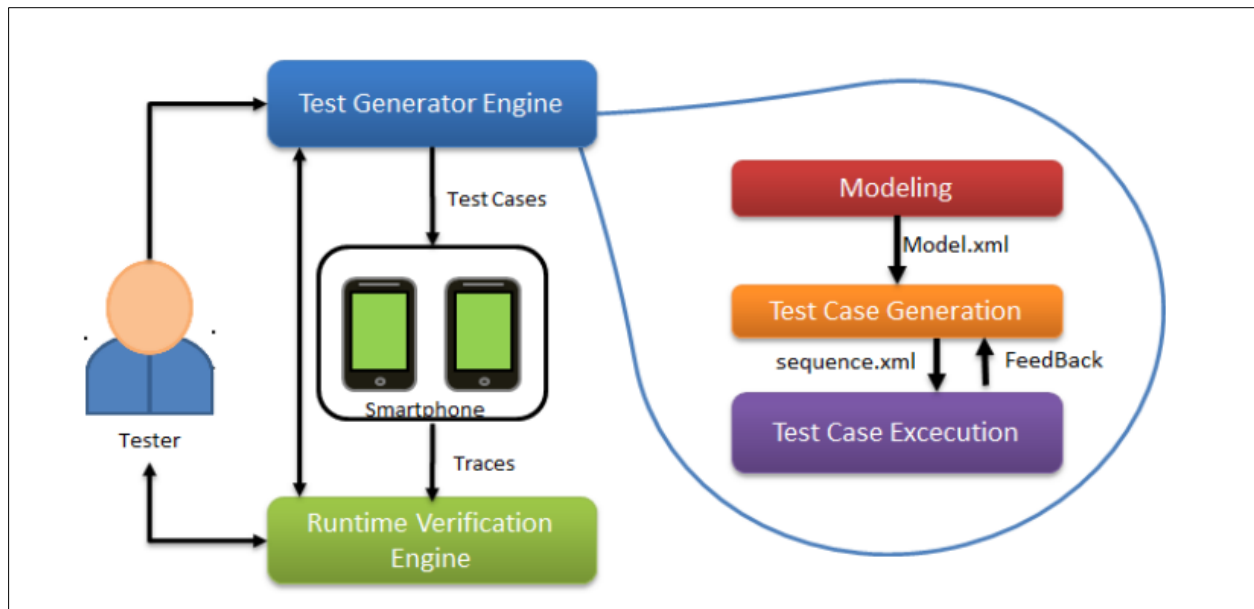 Test Generator Engine
Test Cases
Smartphone
Traces
Tester
Runtime Verification
Engine
Modeling
Model.xml
Test Case Generation
sequence.xml
FeedBack
Test Case Excecution